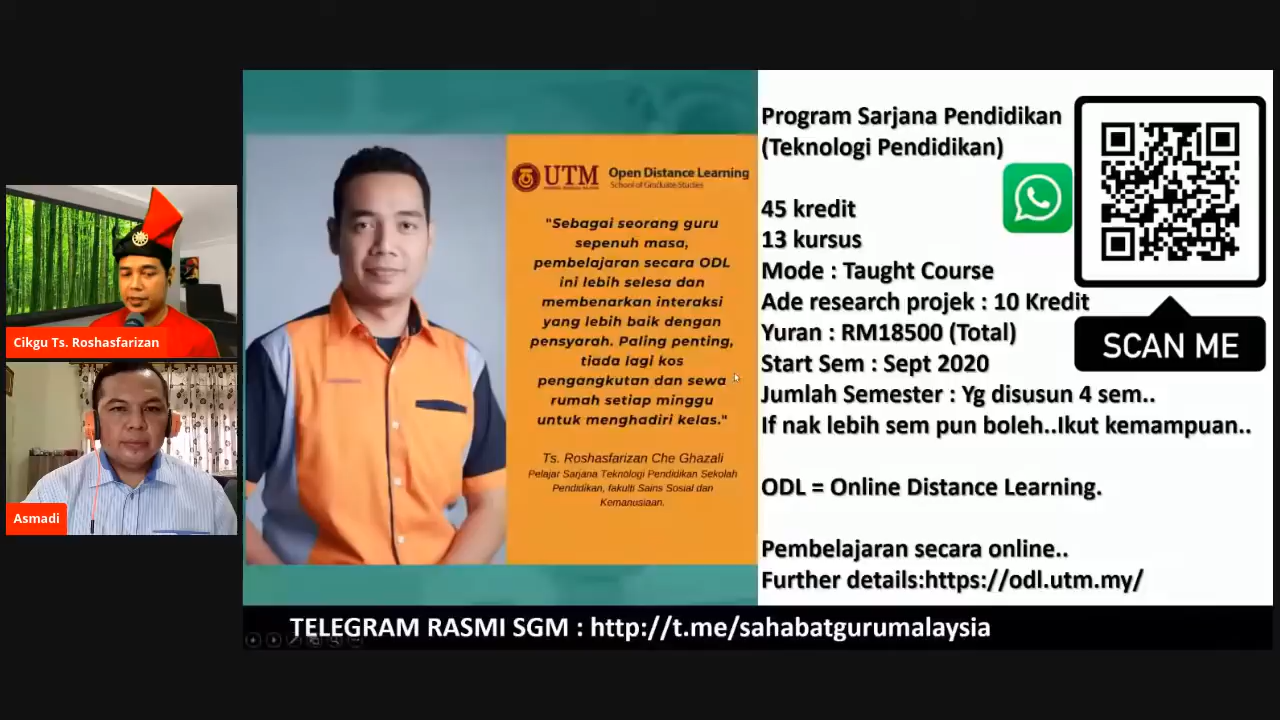 Cikgu Ts. Roshasfarizan
Asmadi
UTM
Open Distance Learning
School of Graduate Studies
"Sebagai seorang guru
sepenuh masa,
pembelajaran secara ODL
ini lebih selesa dan
membenarkan interaksi
yang lebih baik dengan
pensyarah. Paling penting,
tiada lagi kos
pengangkutan dan sewa
rumah setiap minggu
untuk menghadiri kelas."
Ts. Roshasfarizan Che Ghazali
Pelajar Sarjana Teknologi Pendidikan Sekolah
Pendidikan, fakulti Sains Sosial dan
Kemanusiaan.
Program Sarjana Pendidikan
(Teknologi Pendidikan)
45 kredit
13 kursus
Mode : Taught Course
Ade research projek : 10 Kredit
Yuran : RM18500 (Total)
Start Sem : Sept 2020
Jumlah Semester : Yg disusun 4 sem..
If nak lebih sem pun boleh..Ikut kemampuan..
ODL = Online Distance Learning.
Pembelajaran secara online..
Further details:https://odl.utm.my/
SCAN ME
TELEGRAM RASMI SGM : http://t.me/sahabatgurumalaysia